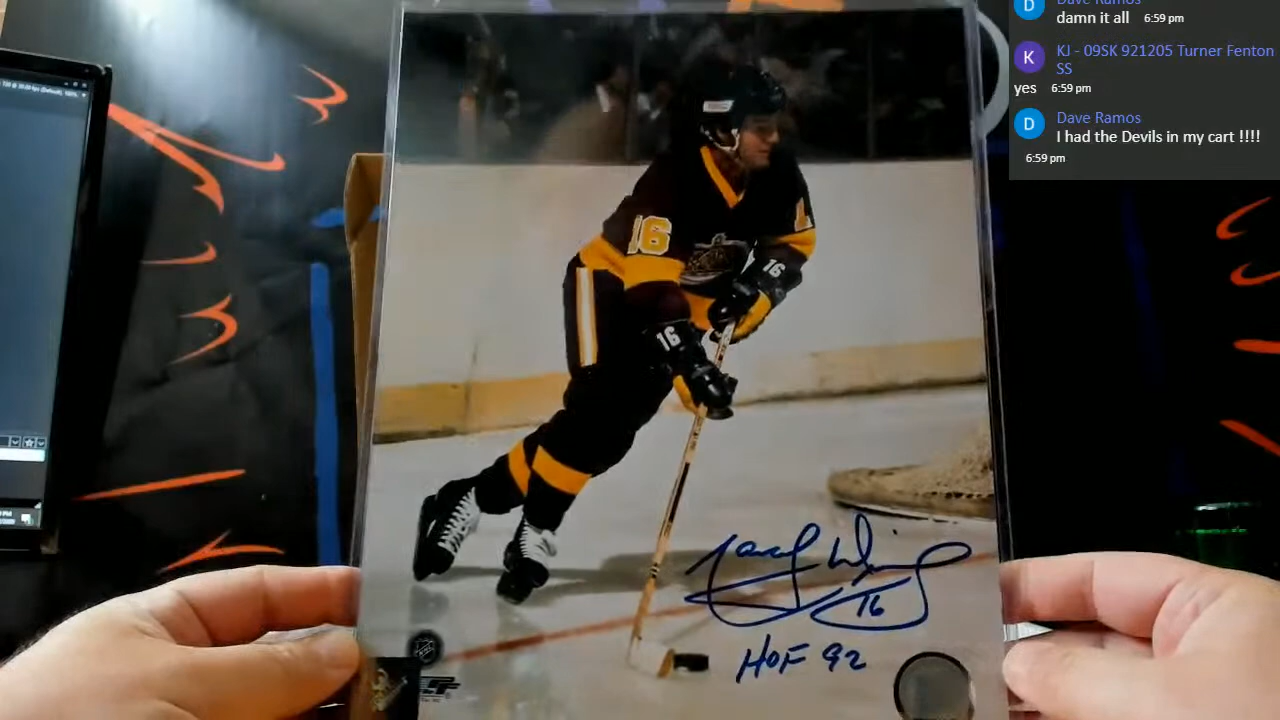 Dave Ramos
damn it all 6:59 pm
K
KJ - 09SK 921205 Turner Fenton
SS
yes 6:59 pm
D
Dave Ramos
I had the Devils in my cart !!!!
6:59 pm
16
1
16
16
16
HOF 92